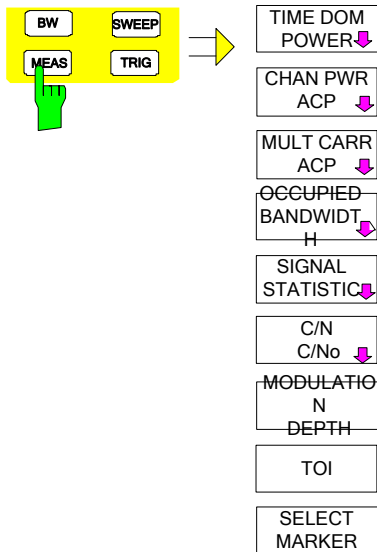 BW SWEEP
MEAS TRIG
TIME DOM
POWER
CHAN PWR
ACP
MULT CARR
ACP
OCCUPIED
BANDWIDT
H
SIGNAL
STATISTIC
C/N
C/No
MODULATIO
N
DEPTH
TOI
SELECT
MARKER